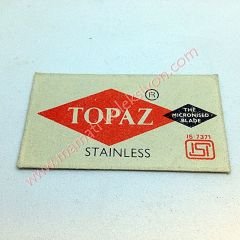 TOPAZ ®
THE
MICRONISED
BLADE
STAINLESS
IS-7371
ISI